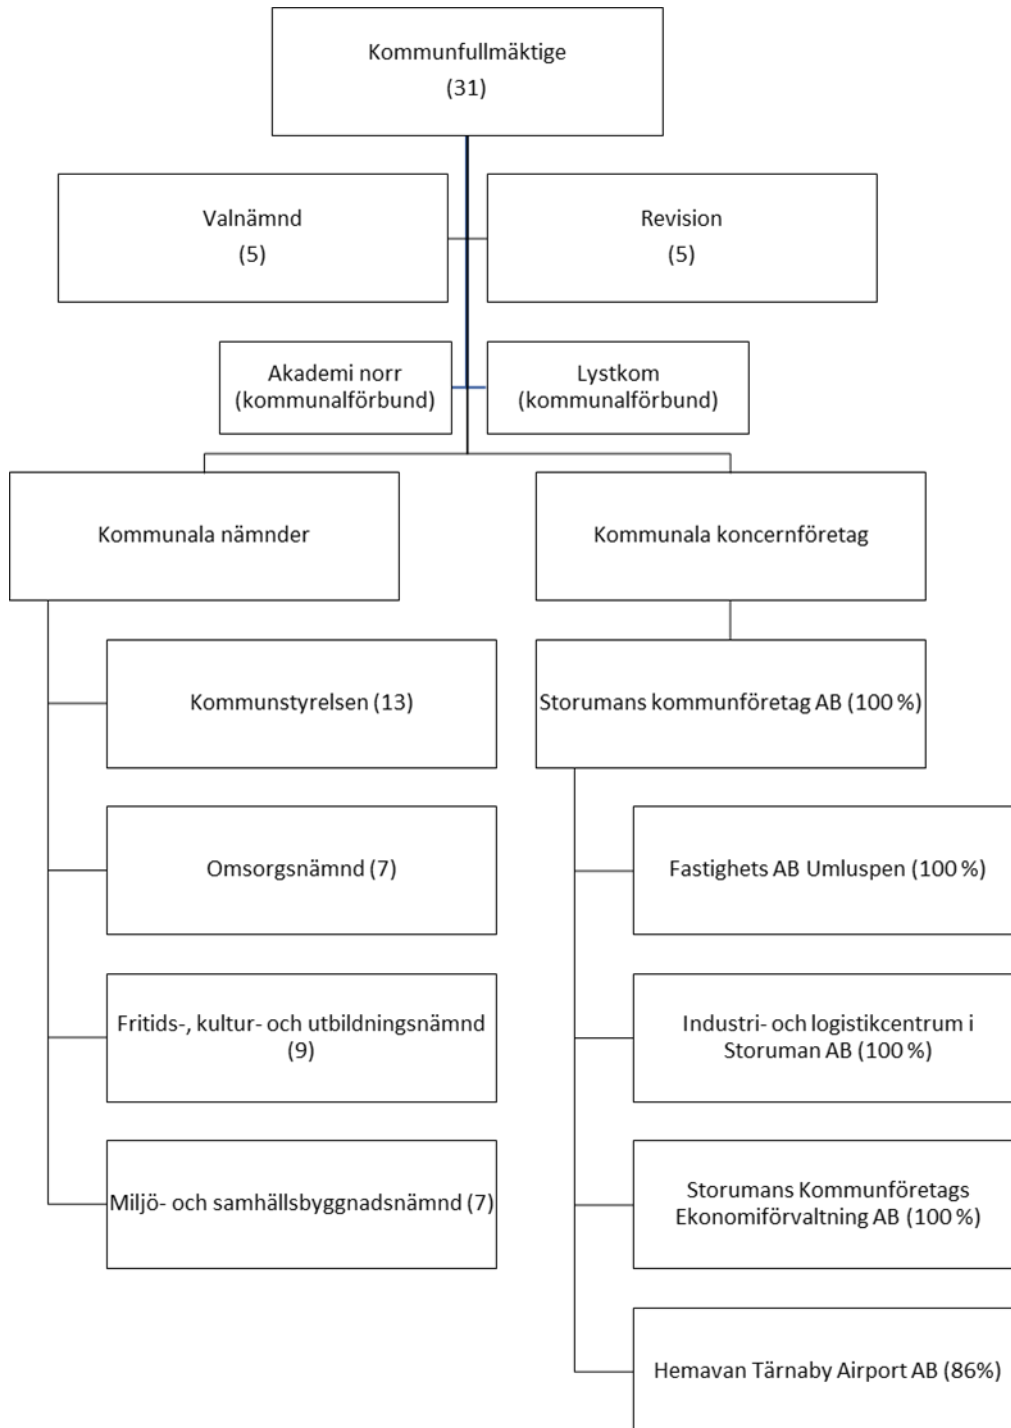 Kommunfullmäktige
(31)
Valnämnd
(5)
Revision
(5)
Akademi norr
(kommunalförbund)
Lystkom
(kommunalförbund)
Kommunala nämnder
Kommunala koncernföretag
Kommunstyrelsen (13)
Storumans kommunföretag AB (100 %)
Omsorgsnämnd (7)
Fastighets AB Umluspen (100 %)
Fritids-, kultur- och utbildningsnämnd
(9)
Industri- och logistikcentrum i
Storuman AB (100 %)
Miljö- och samhällsbyggnadsnämnd (7)
Storumans Kommunföretags
Ekonomiförvaltning AB (100 %)
Hemavan Tärnaby Airport AB (86%)